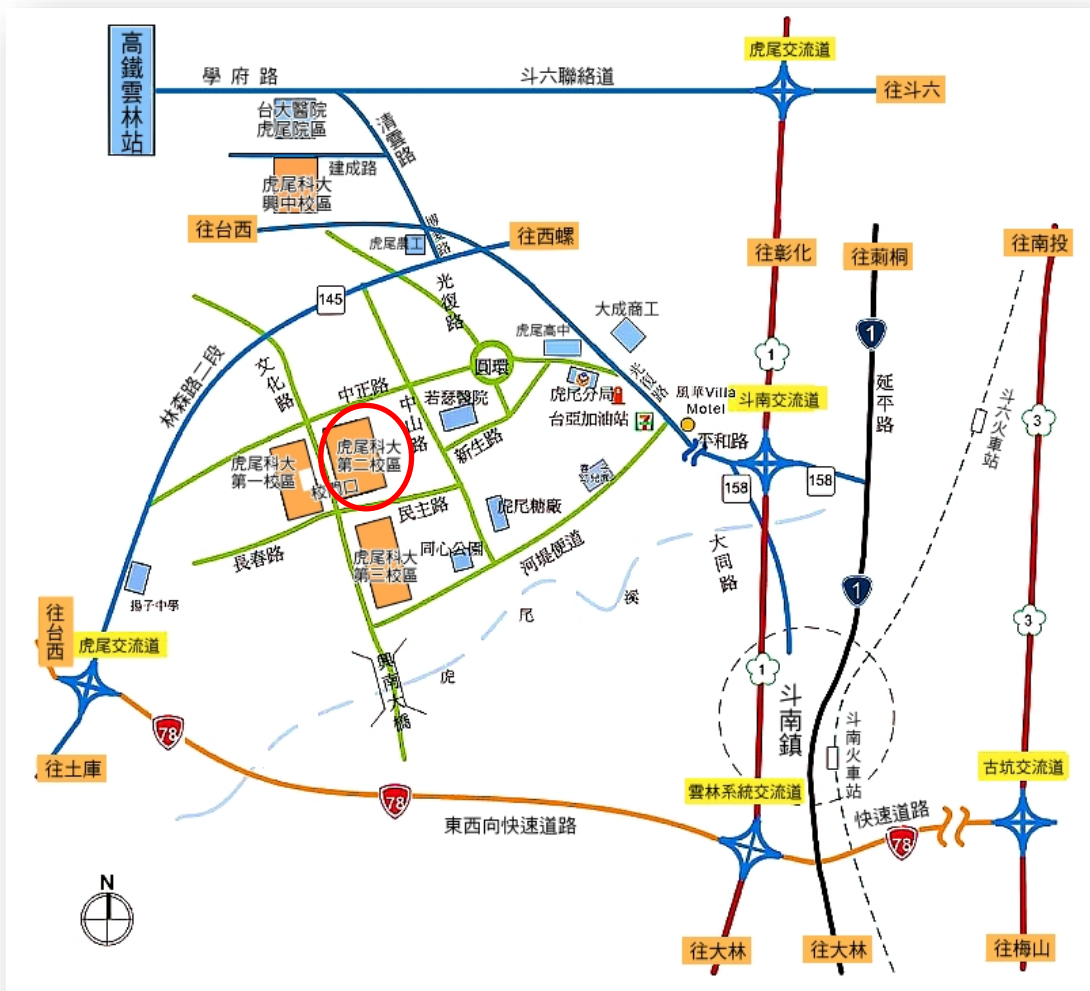 高鐵雲林站
學府路
斗六聯絡道
虎尾交流道
往斗六
台大醫院
虎尾院區
清雲路
建成路
虎尾科大
興中校區
往台西
虎尾農工
往西螺
往彰化
往莿桐
往南投
145
光復路
大成商工
虎尾高中
1
1
3
延平路
斗六火車站
林森路二段
文化路
中正路
圓環
中山路
若瑟醫院
新生路
虎尾分局
台亞加油站
7
光復路
風華Villa
Motel
斗南交流道
平和路
158
158
虎尾科大
第一校區
虎尾科大
第二校區
民主路
虎尾糖廠
長春路
虎尾科大
第三校區
同心公園
河堤便道
大同路
揚子中學
虎
尾
溪
1
3
往台西
虎尾交流道
興南大橋
1
斗南鎮
斗南火車站
78
往土庫
78
東西向快速道路
雲林系統交流道
古坑交流道
快速道路
78
N
往大林
往大林
往梅山